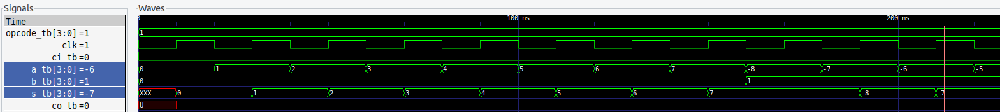 Signals
Waves
Time
0 100 ns 200 ns
opcode_tb[3:0] =1 1
clk=1
ci_tb=0
a_tb[3:0] =-6 0 1 2 3 4 5 6 7 -8 -7 -6 -5
b_tb[3:0] =1 0 1
s_tb[3:0] =-7 XXX 0 1 2 3 4 5 6 7 -8 -7
co_tb=0 U